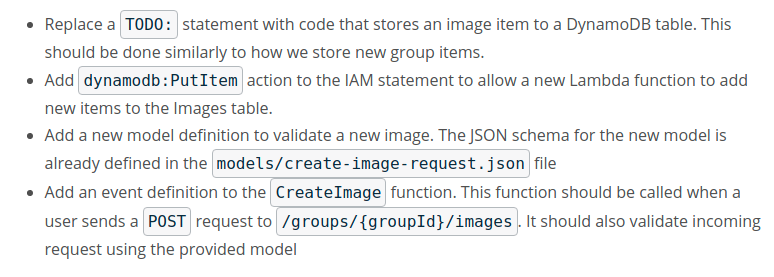 • Replace a TODO: statement with code that stores an image item to a DynamoDB table. This
should be done similarly to how we store new group items.
• Add dynamodb:PutItem action to the IAM statement to allow a new Lambda function to add
new items to the Images table.
• Add a new model definition to validate a new image. The JSON schema for the new model is
already defined in the models/create-image-request.json file
• Add an event definition to the CreateImage function. This function should be called when a
user sends a POST request to /groups/{groupId}/images. It should also validate incoming
request using the provided model